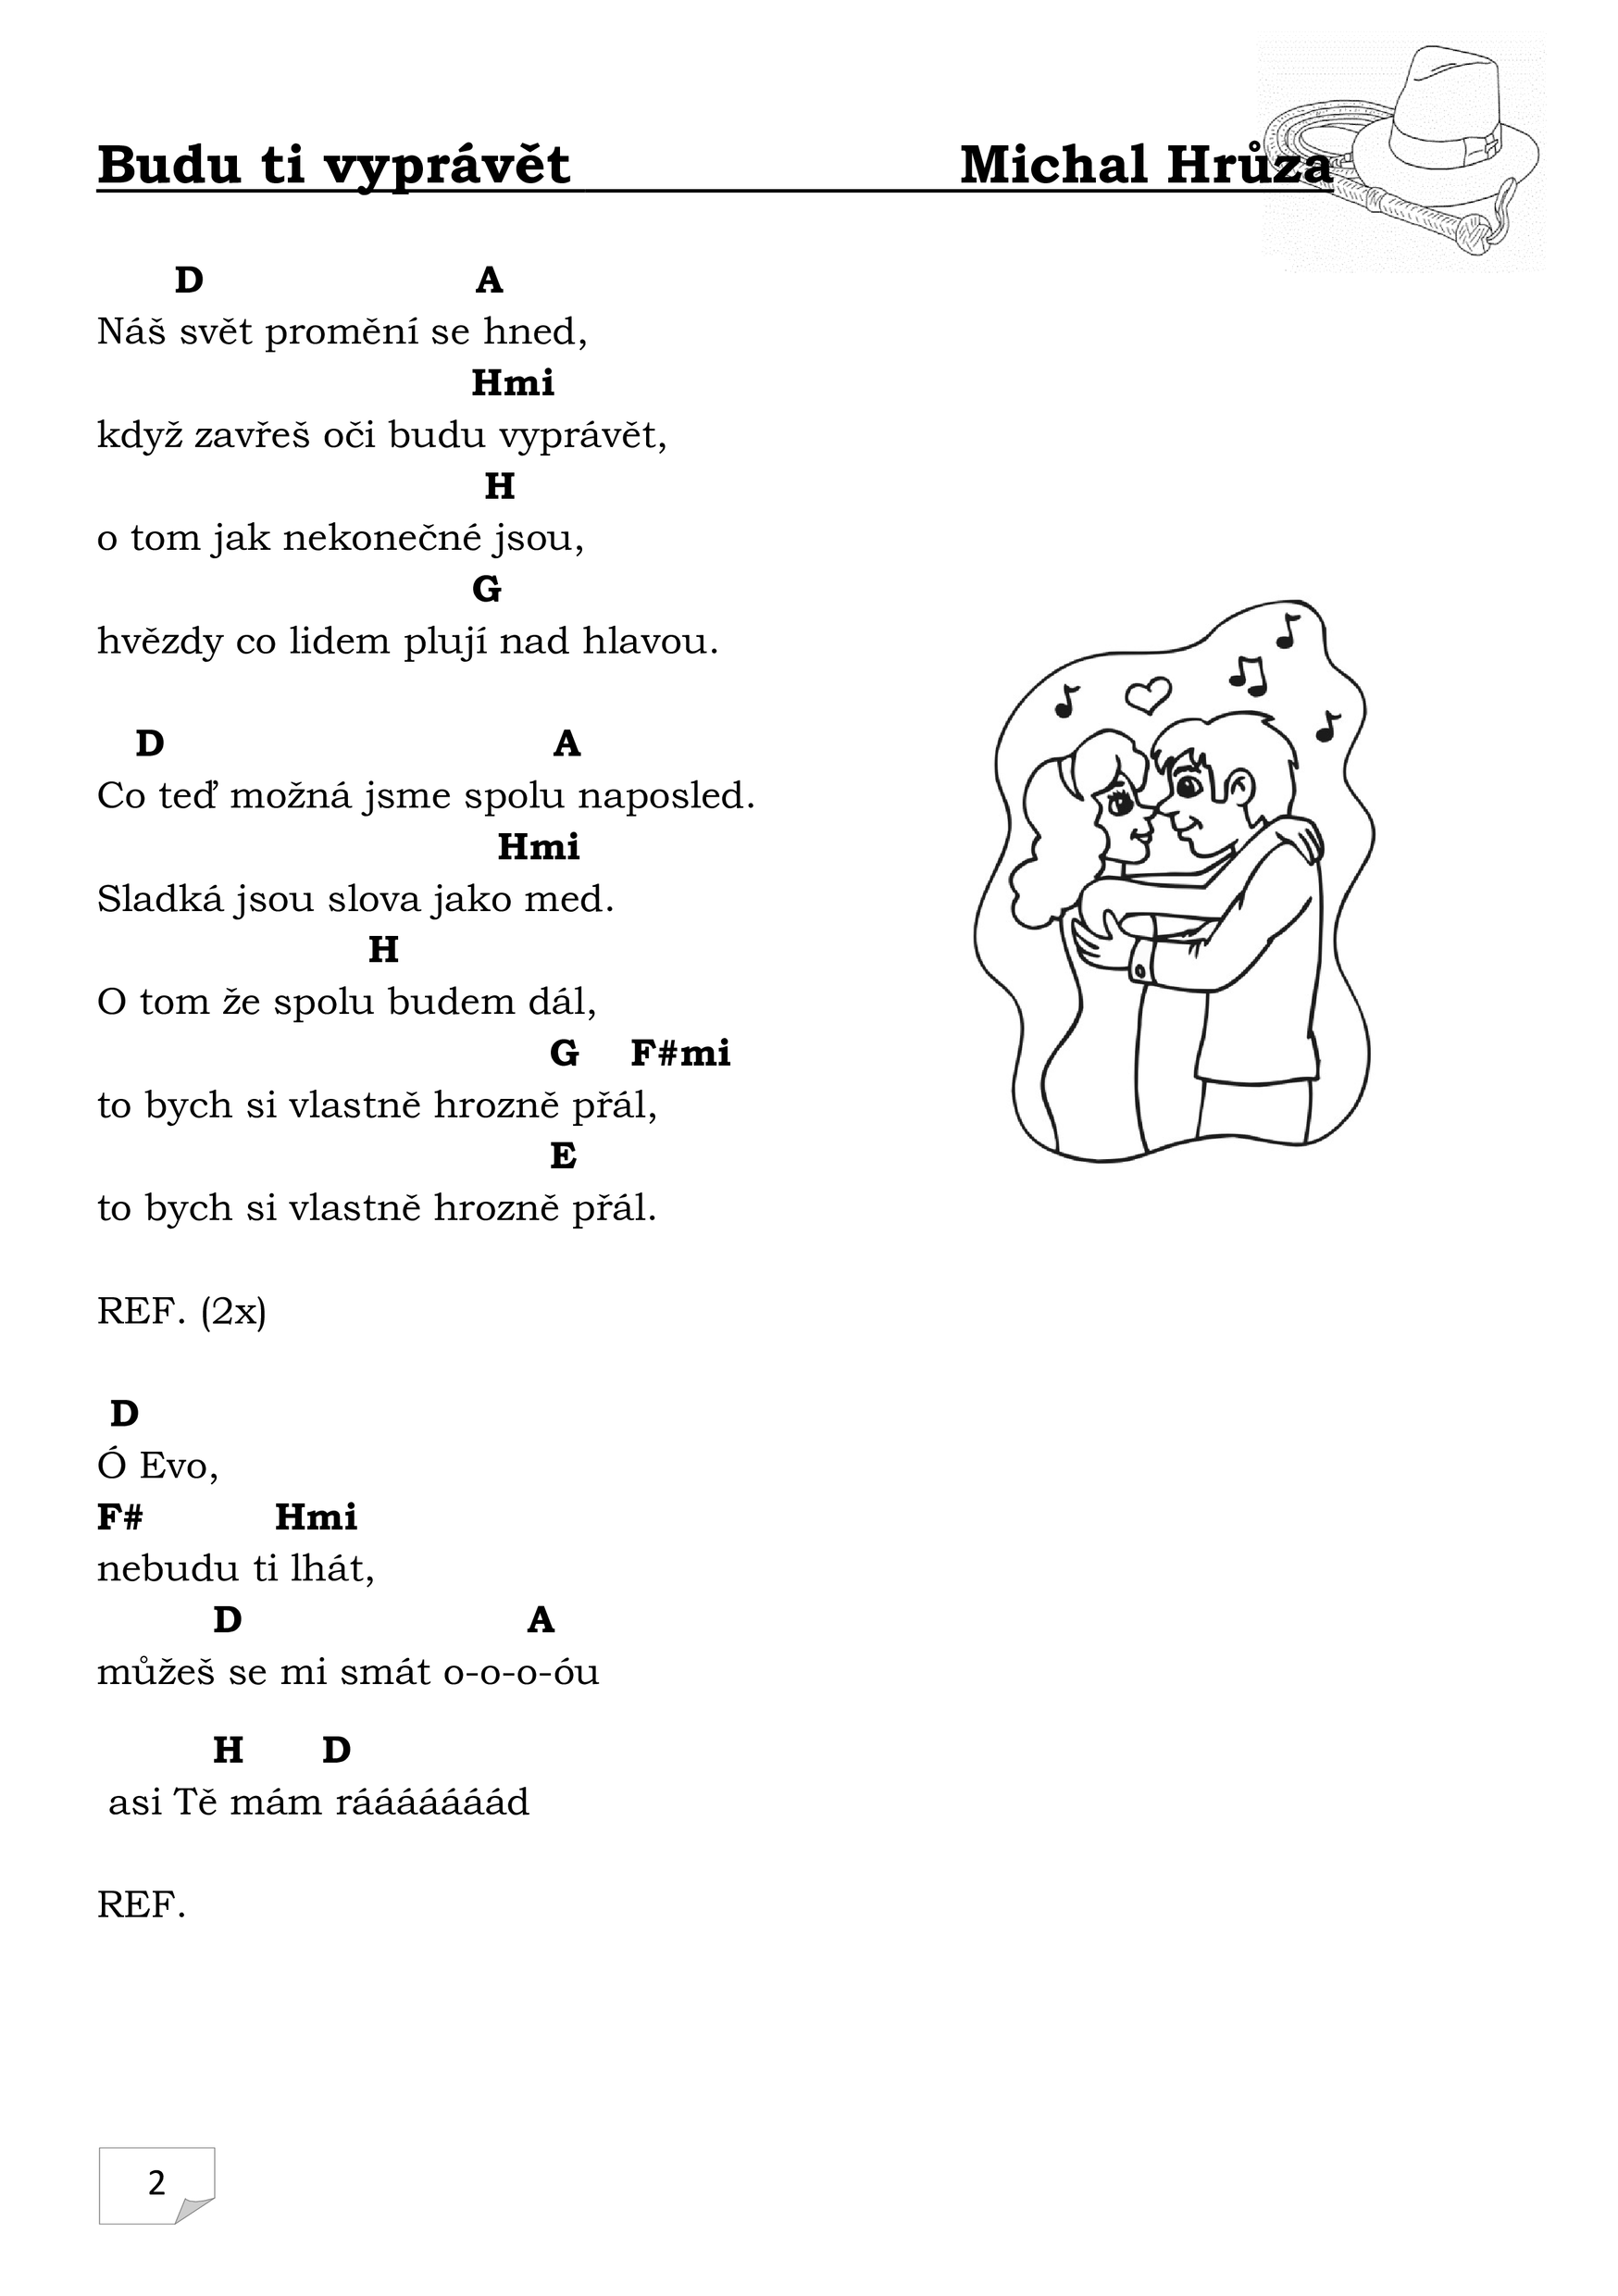 Budu ti vyprávět Michal Hrůza
D A
Náš svět promění se hned,
Hmi
když zavřeš oči budu vyprávět,
H
o tom jak nekonečné jsou,
G
hvězdy co lidem plují nad hlavou.
D A
Co teď možná jsme spolu naposled.
Hmi
Sladká jsou slova jako med.
H
O tom že spolu budem dál,
G F#mi
to bych si vlastně hrozně přál,
E
to bych si vlastně hrozně přál.
REF. (2x)
D
Ó Evo,
F# Hmi
nebudu ti lhát,
D A
můžeš se mi smát o-o-o-óu
H D
asi Tě mám rááááááád
REF.
2